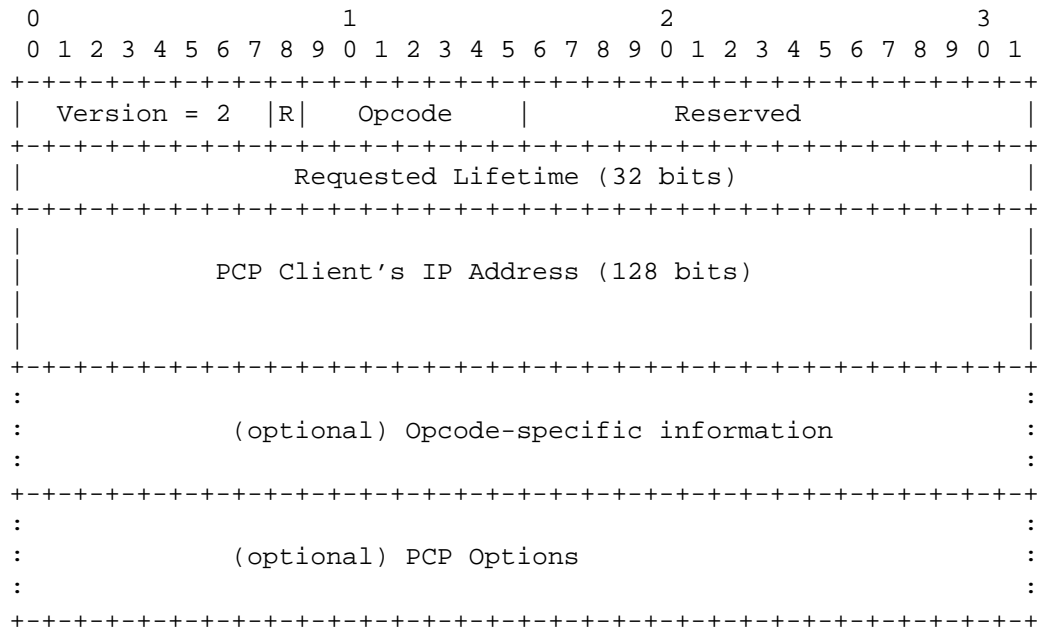 0                   1                   2                   3
 0 1 2 3 4 5 6 7 8 9 0 1 2 3 4 5 6 7 8 9 0 1 2 3 4 5 6 7 8 9 0 1
+-+-+-+-+-+-+-+-+-+-+-+-+-+-+-+-+-+-+-+-+-+-+-+-+-+-+-+-+-+-+-+-+
|  Version = 2  |R|   Opcode    |         Reserved              |
+-+-+-+-+-+-+-+-+-+-+-+-+-+-+-+-+-+-+-+-+-+-+-+-+-+-+-+-+-+-+-+-+
|                 Requested Lifetime (32 bits)                  |
+-+-+-+-+-+-+-+-+-+-+-+-+-+-+-+-+-+-+-+-+-+-+-+-+-+-+-+-+-+-+-+-+
|                                                               |
|            PCP Client's IP Address (128 bits)                 |
|                                                               |
|                                                               |
+-+-+-+-+-+-+-+-+-+-+-+-+-+-+-+-+-+-+-+-+-+-+-+-+-+-+-+-+-+-+-+-+
:                                                               :
:             (optional) Opcode-specific information            :
:                                                               :
+-+-+-+-+-+-+-+-+-+-+-+-+-+-+-+-+-+-+-+-+-+-+-+-+-+-+-+-+-+-+-+-+
:                                                               :
:             (optional) PCP Options                            :
:                                                               :
+-+-+-+-+-+-+-+-+-+-+-+-+-+-+-+-+-+-+-+-+-+-+-+-+-+-+-+-+-+-+-+-+